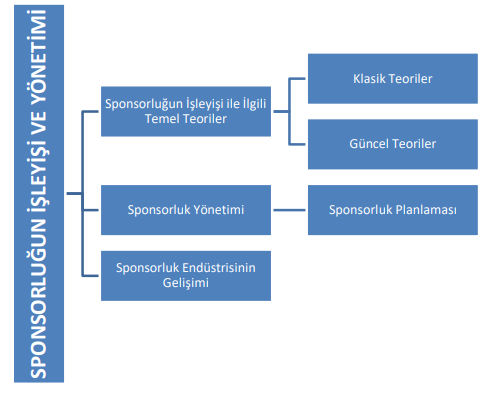 SPONSORLUĞUN İŞLEYİŞİ VE YÖNETİMİ
Sponsorluğun İşleyişi ile İlgili
Temel Teoriler
Klasik Teoriler
Güncel Teoriler
Sponsorluk Yönetimi
Sponsorluk Planlaması
Sponsorluk Endüstrisinin
Gelişimi